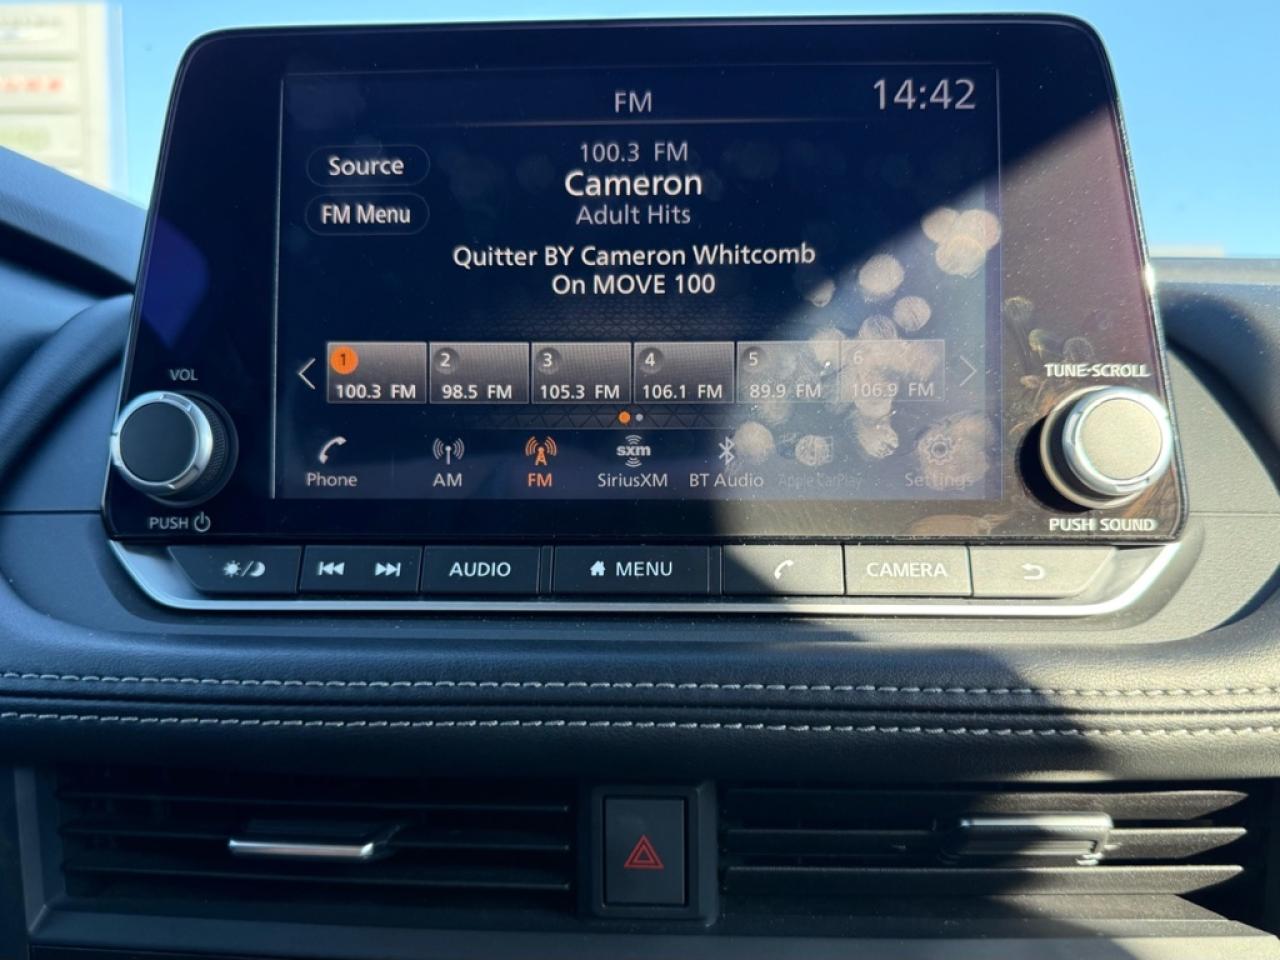 FM
14:42
Source
FM Menu
100.3 FM
Cameron
Adult Hits
Quitter BY Cameron Whitcomb
On MOVE 100
1
100.3 FM
2
98.5 FM
3
105.3 FM
4
106.1 FM
5
89.9 FM
6
106.9 FM
VOL
TUNE·SCROLL
Phone
AM
FM
sxm
SiriusXM
BT Audio
Apple CarPlay
Settings
PUSH
PUSH SOUND
AUDIO
MENU
CAMERA